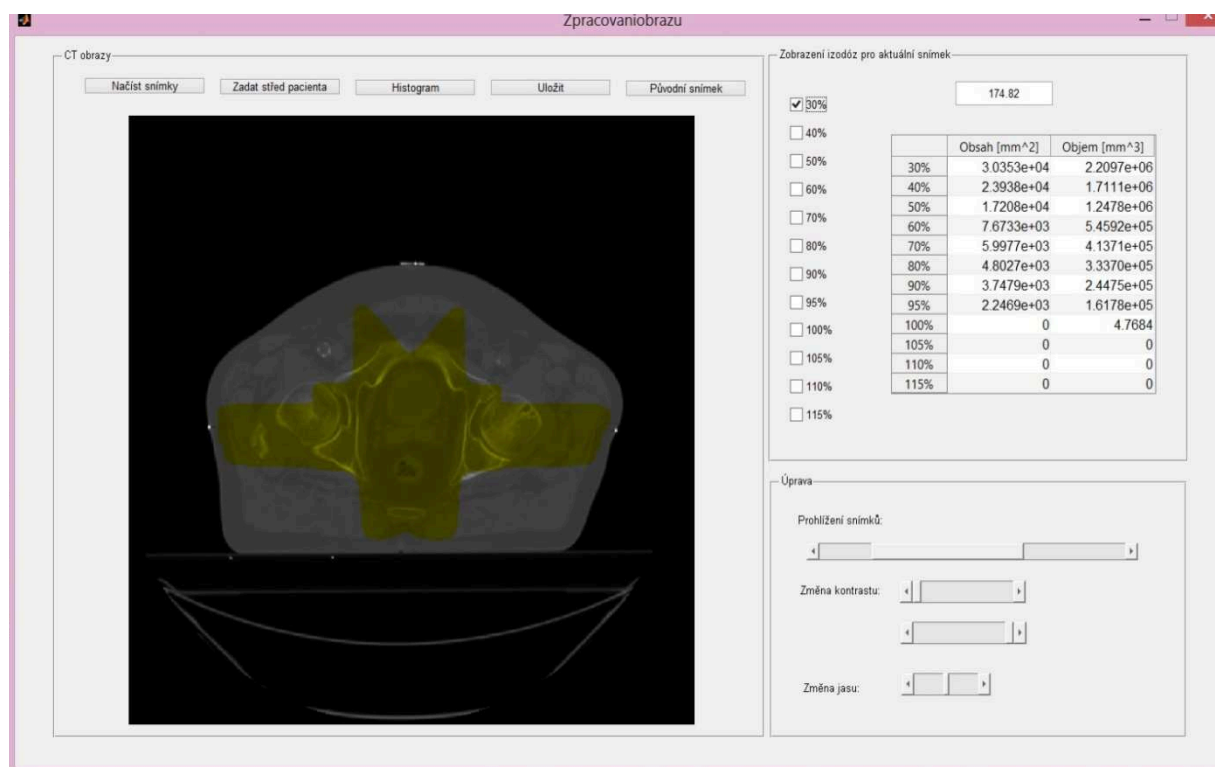 Zpracovaniobrazu
CT obrazy
Načíst snímky Zadat střed pacienta Histogram Uložit Původní snímek
Zobrazení izodóz pro aktuální snímek
174.82
30%
40%
50%
60%
70%
80%
90%
95%
100%
105%
110%
115%
Obsah [mm^2] Objem [mm^3]
30% 3.0353e+04 2.2097e+06
40% 2.3938e+04 1.7111e+06
50% 1.7208e+04 1.2478e+06
60% 7.6733e+03 5.4592e+05
70% 5.9977e+03 4.1371e+05
80% 4.8027e+03 3.3370e+05
90% 3.7479e+03 2.4475e+05
95% 2.2469e+03 1.6178e+05
100% 0 4.7684
105% 0 0
110% 0 0
115% 0 0
Úprava
Prohlížení snímků:
Změna kontrastu:
Změna jasu: